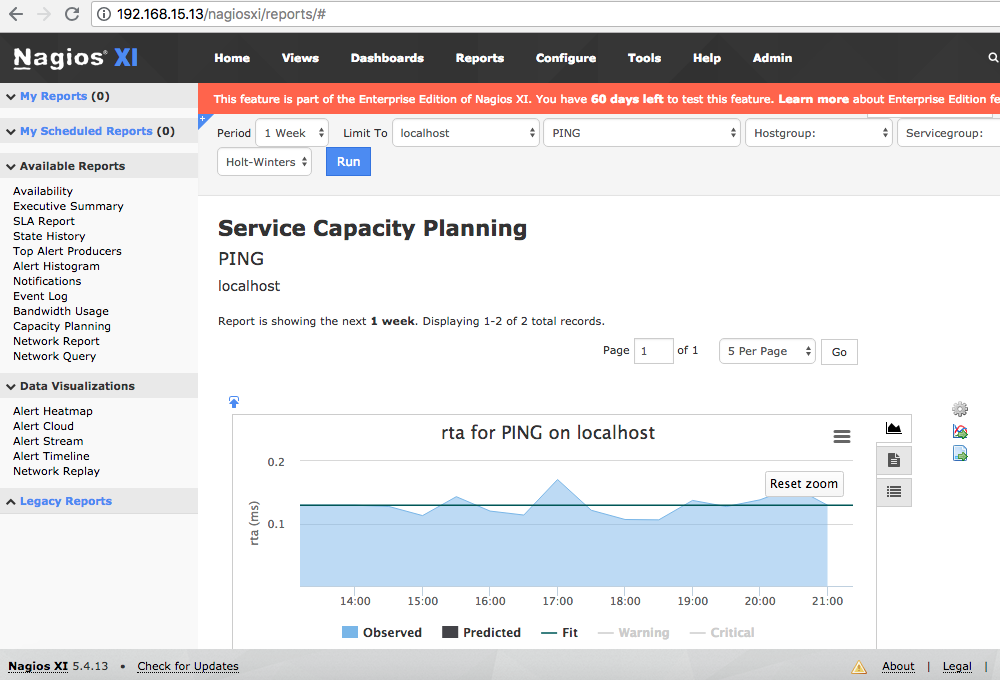 192.168.15.13/nagiosxi/reports/#
Nagios® XI Home Views Dashboards Reports Configure Tools Help Admin
My Reports (0)
My Scheduled Reports (0)
Available Reports
Availability
Executive Summary
SLA Report
State History
Top Alert Producers
Alert Histogram
Notifications
Event Log
Bandwidth Usage
Capacity Planning
Network Report
Network Query
Data Visualizations
Alert Heatmap
Alert Cloud
Alert Stream
Alert Timeline
Network Replay
Legacy Reports
This feature is part of the Enterprise Edition of Nagios XI. You have 60 days left to test this feature. Learn more about Enterprise Edition fe
Period 1 Week Limit To localhost PING Hostgroup: Servicegroup:
Holt-Winters Run
Service Capacity Planning
PING
localhost
Report is showing the next 1 week. Displaying 1-2 of 2 total records.
Page 1 of 1 5 Per Page Go
rta for PING on localhost
Reset zoom
rta (ms)
0.2
0.1
14:00 15:00 16:00 17:00 18:00 19:00 20:00 21:00
Observed Predicted Fit Warning Critical
Nagios XI 5.4.13 • Check for Updates About | Legal |